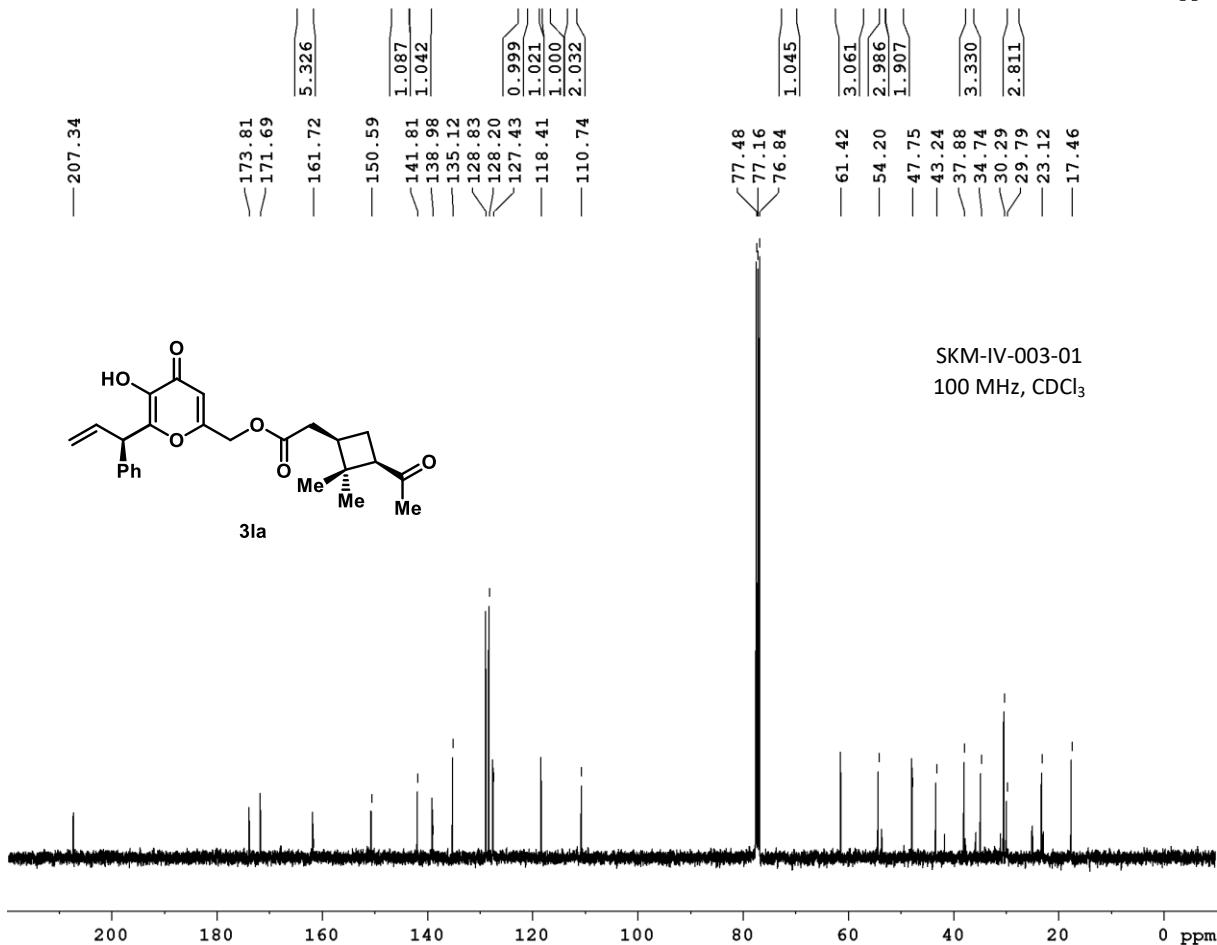 5.326
1.087
1.042
0.999
1.021
1.000
2.032
1.045
3.061
2.986
1.907
3.330
2.811
207.34
173.81
171.69
161.72
150.59
141.81
138.98
135.12
128.83
128.20
127.43
118.41
110.74
77.48
77.16
76.84
61.42
54.20
47.75
43.24
37.88
34.74
30.29
29.79
23.12
17.46
SKM-IV-003-01
100 MHz, CDCl₃
O
HO
O
O
O
O
Ph
Me
Me
Me
3la
200 180 160 140 120 100 80 60 40 20 0 ppm